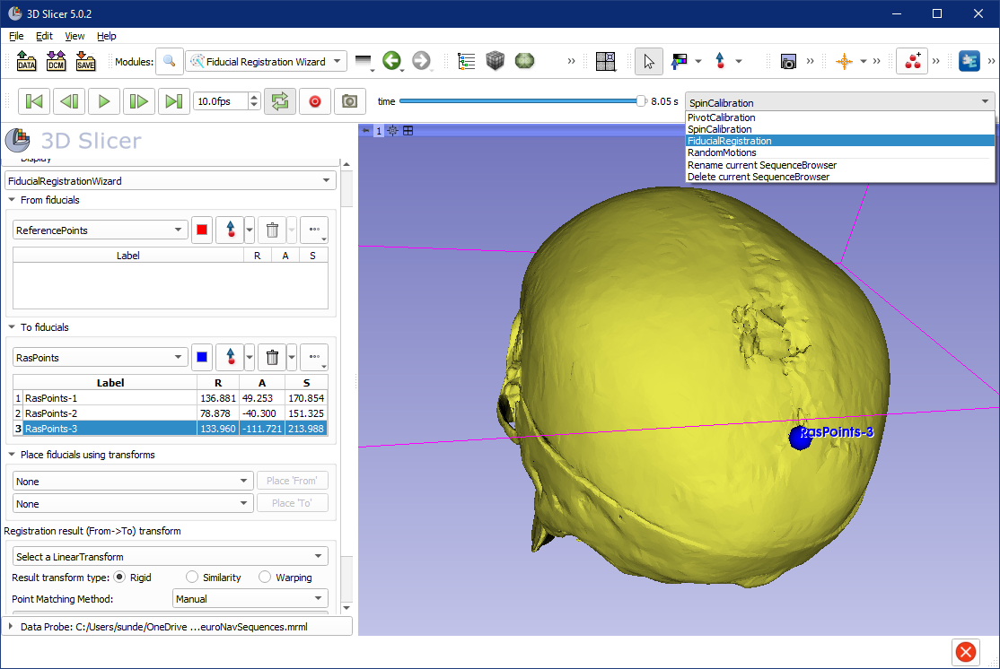 3D Slicer 5.0.2
File Edit View Help
DATA DCM SAVE Modules: Fiducial Registration Wizard
10.0fps time 8.05 s SpinCalibration
PivotCalibration
SpinCalibration
FiducialRegistration
RandomMotions
Rename current SequenceBrowser
Delete current SequenceBrowser
1
3D Slicer
Display
FiducialRegistrationWizard
From fiducials
ReferencePoints
Label R A S
To fiducials
RasPoints
Label R A S
1 RasPoints-1 136.881 49.253 170.854
2 RasPoints-2 78.878 -40.300 151.325
3 RasPoints-3 133.960 -111.721 213.988
RasPoints-3
Place fiducials using transforms
None Place 'From'
None Place 'To'
Registration result (From->To) transform
Select a LinearTransform
Result transform type: Rigid Similarity Warping
Point Matching Method: Manual
Data Probe: C:/Users/sunde/OneDrive ...euroNavSequences.mrml